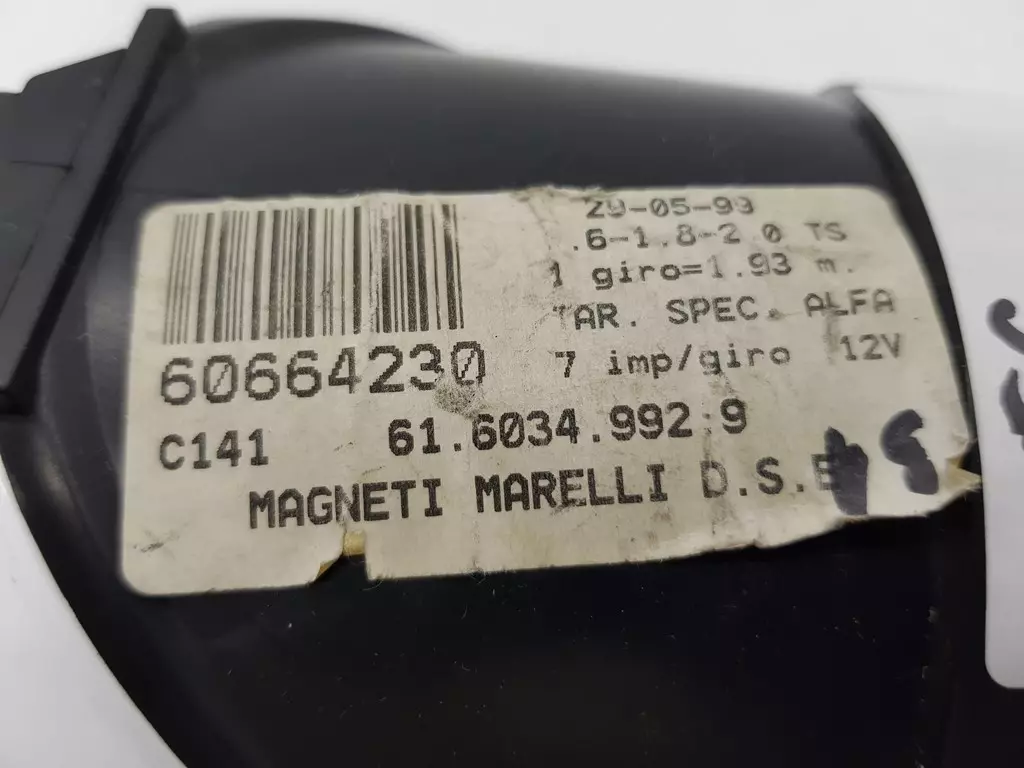 29-05-99
.6-1.8-2.0 TS
1 giro=1.93 m.
TAR. SPEC. ALFA
7 imp/giro 12V
60664230
C141 61.6034.992.9
MAGNETI MARELLI D.S.E